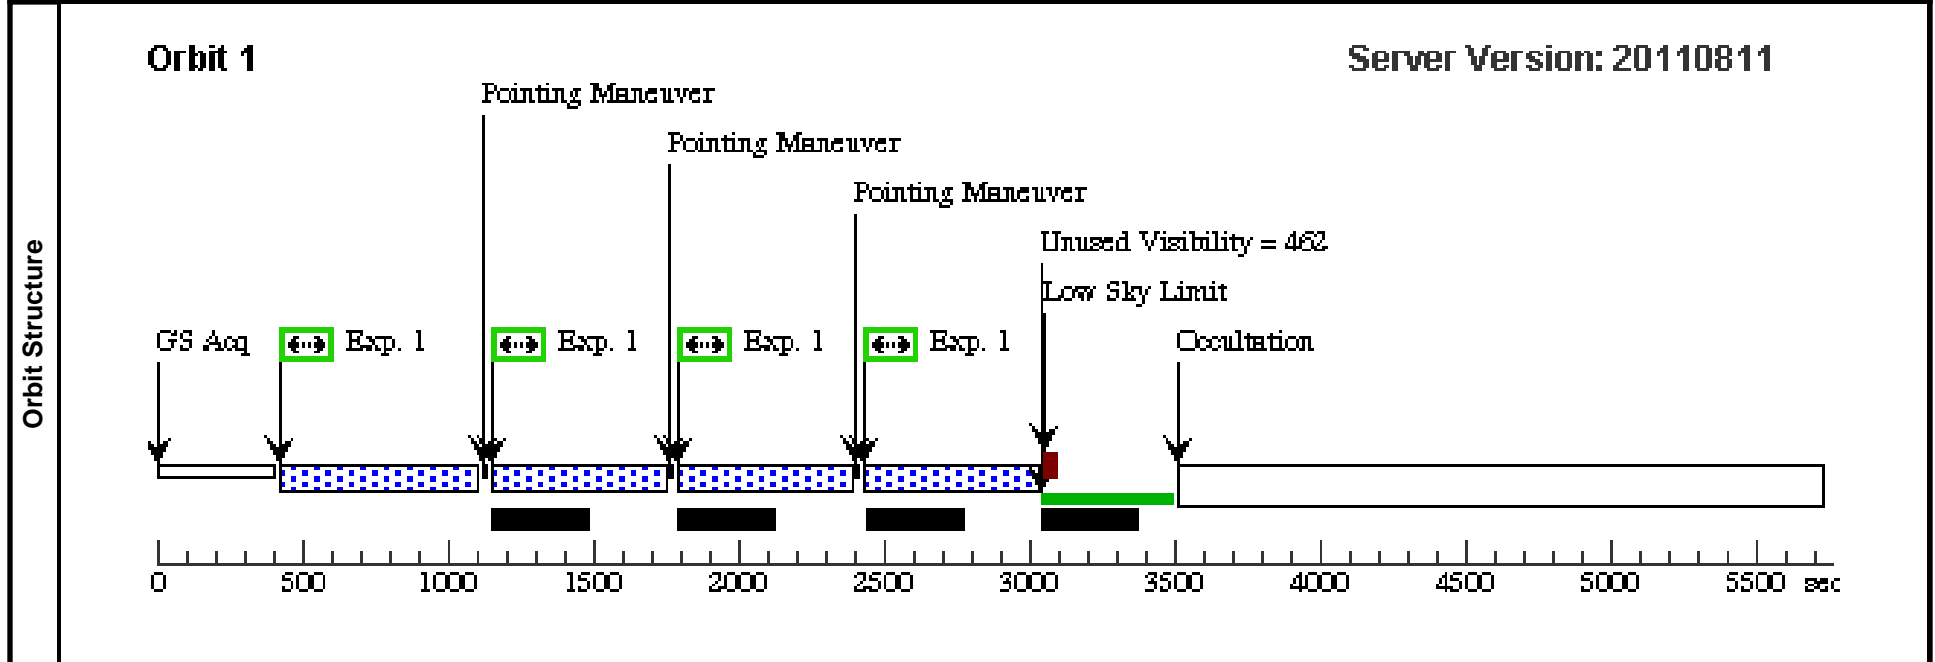 Orbit Structure
Orbit 1
Server Version: 20110811
Pointing Maneuver
Pointing Maneuver
Pointing Maneuver
Unused Visibility = 462
Low Sky Limit
GS Acq
Exp. 1
Exp. 1
Exp. 1
Exp. 1
Occultation
0 500 1000 1500 2000 2500 3000 3500 4000 4500 5000 5500 sec